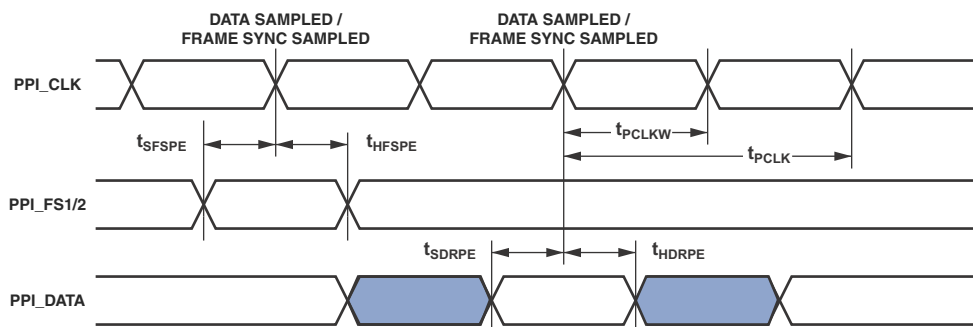 DATA SAMPLED /
FRAME SYNC SAMPLED
DATA SAMPLED /
FRAME SYNC SAMPLED
PPI_CLK
tPCLKW
tSFSPE
tHFSPE
tPCLK
PPI_FS1/2
tSDRPE
tHDRPE
PPI_DATA